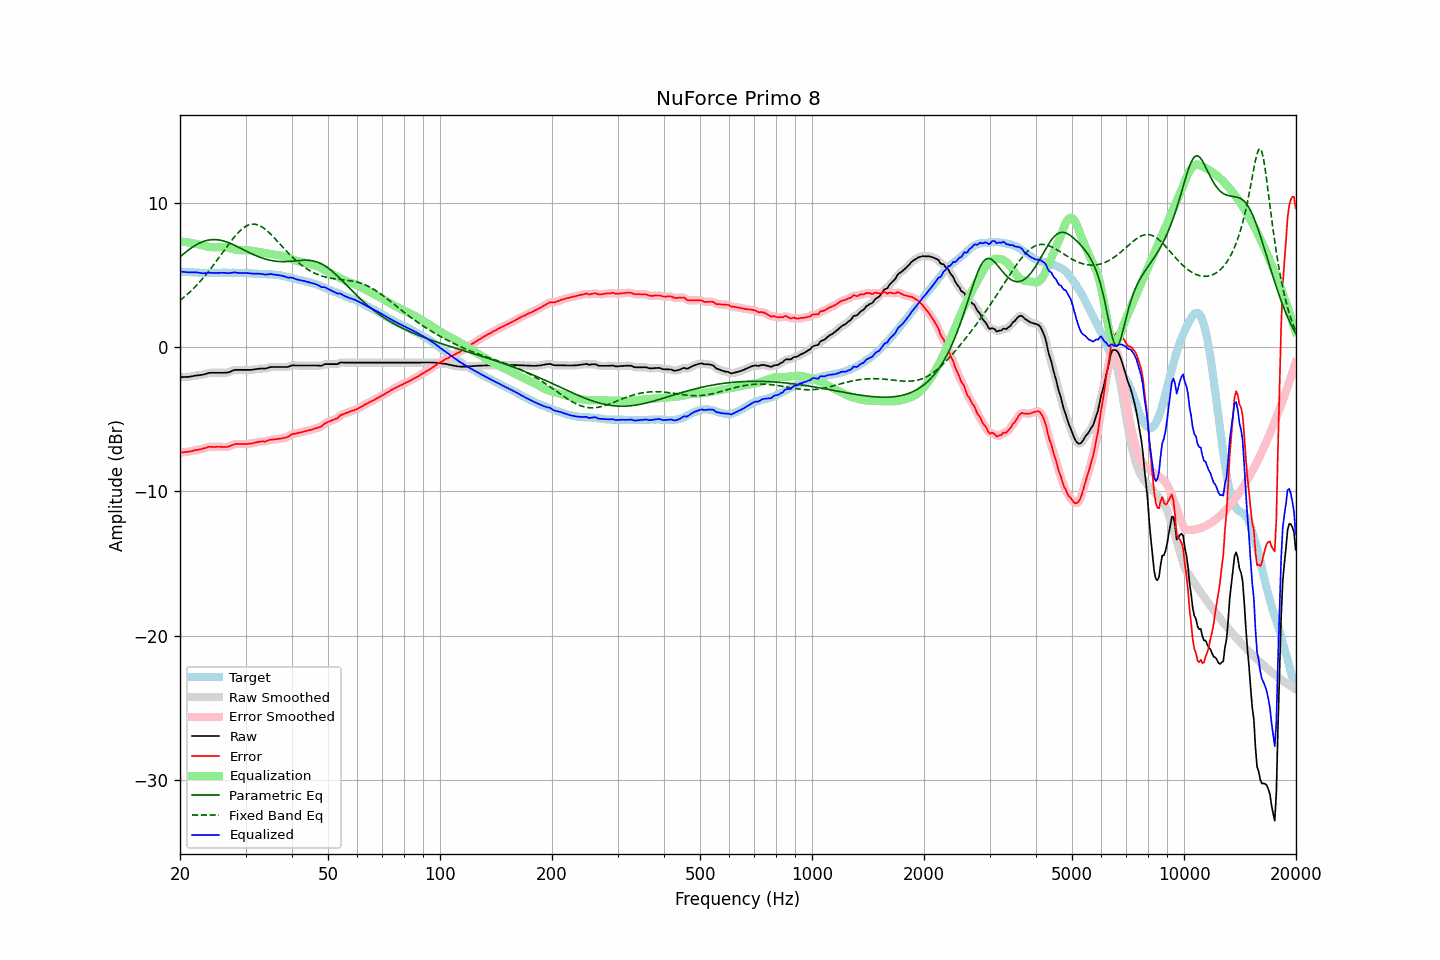 NuForce Primo 8
Amplitude (dBr)
10
0
−10
−20
−30
Target
Raw Smoothed
Error Smoothed
Raw
Error
Equalization
Parametric Eq
Fixed Band Eq
Equalized
20 50 100 200 500 1000 2000 5000 10000 20000
Frequency (Hz)